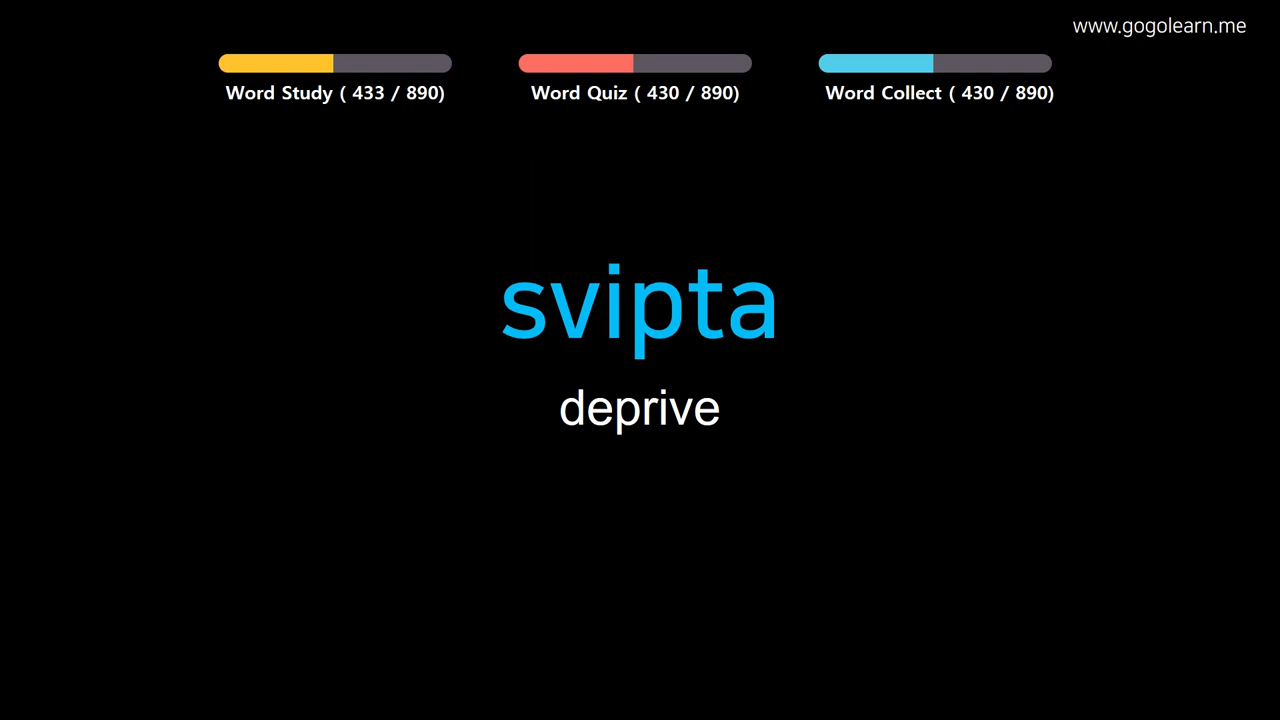 www.gogolearn.me
Word Study ( 433 / 890)
Word Quiz ( 430 / 890)
Word Collect ( 430 / 890)
svipta
deprive